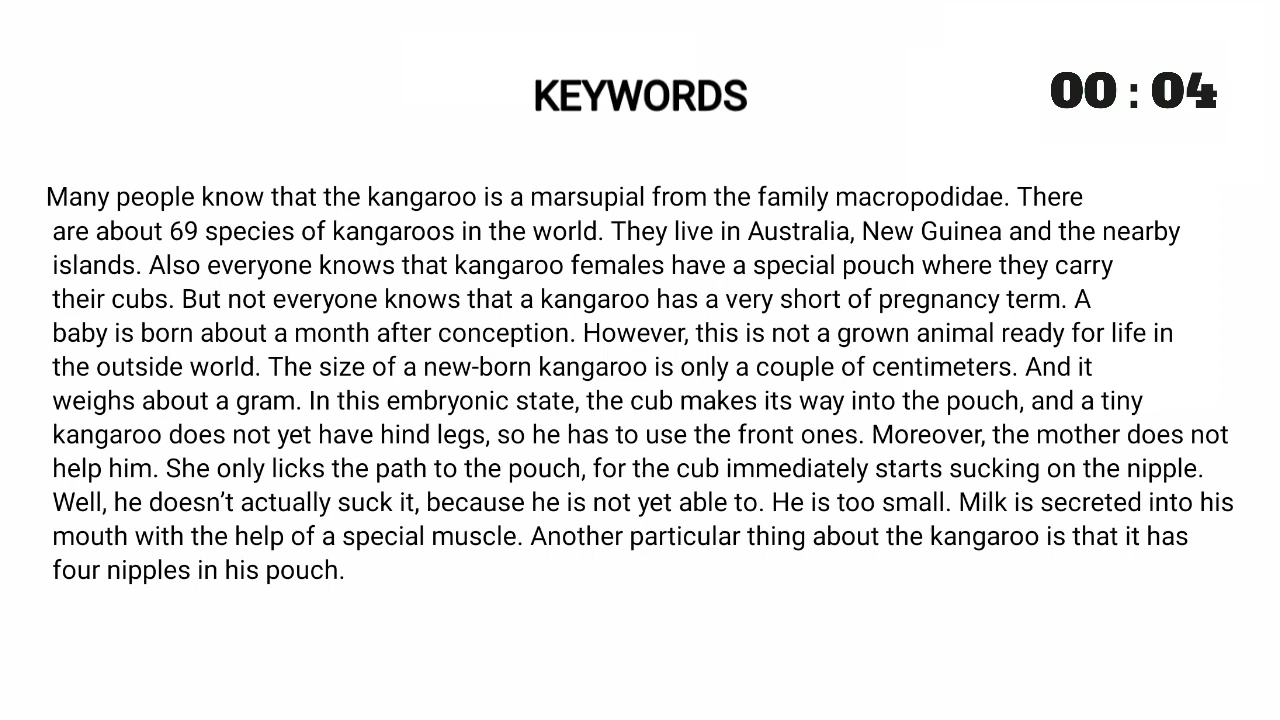 KEYWORDS
00 : 04
Many people know that the kangaroo is a marsupial from the family macropodidae. There
are about 69 species of kangaroos in the world. They live in Australia, New Guinea and the nearby
islands. Also everyone knows that kangaroo females have a special pouch where they carry
their cubs. But not everyone knows that a kangaroo has a very short of pregnancy term. A
baby is born about a month after conception. However, this is not a grown animal ready for life in
the outside world. The size of a new-born kangaroo is only a couple of centimeters. And it
weighs about a gram. In this embryonic state, the cub makes its way into the pouch, and a tiny
kangaroo does not yet have hind legs, so he has to use the front ones. Moreover, the mother does not
help him. She only licks the path to the pouch, for the cub immediately starts sucking on the nipple.
Well, he doesn’t actually suck it, because he is not yet able to. He is too small. Milk is secreted into his
mouth with the help of a special muscle. Another particular thing about the kangaroo is that it has
four nipples in his pouch.